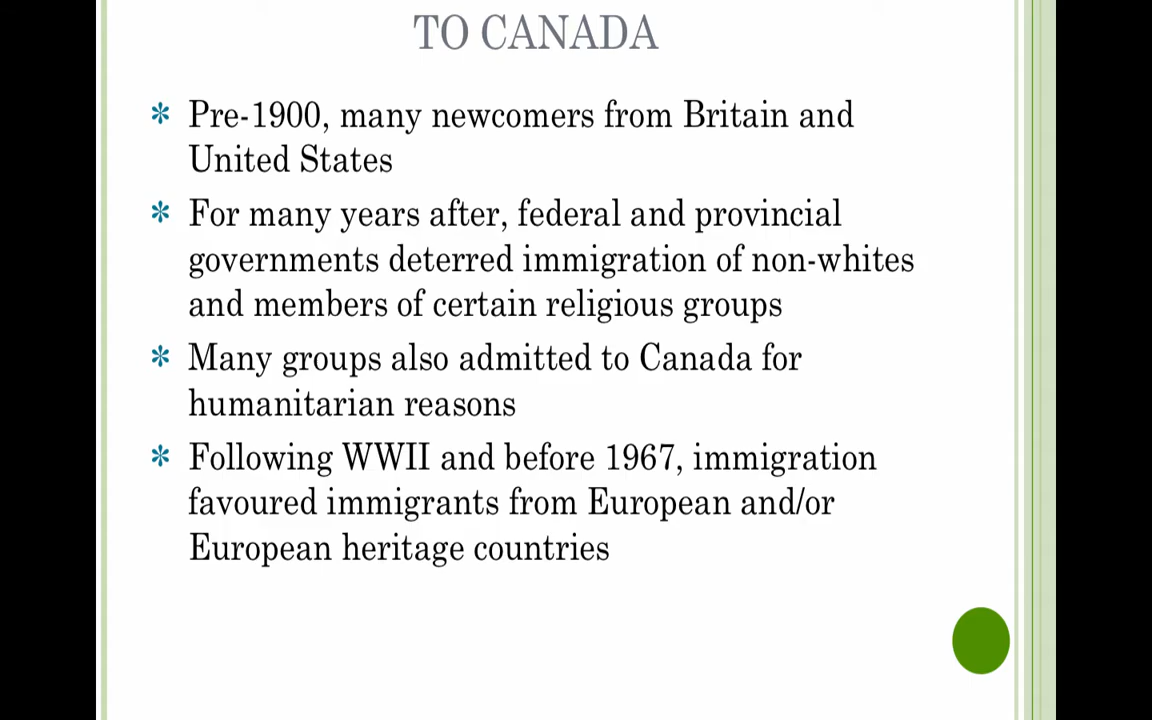 TO CANADA
* Pre-1900, many newcomers from Britain and
United States
* For many years after, federal and provincial
governments deterred immigration of non-whites
and members of certain religious groups
* Many groups also admitted to Canada for
humanitarian reasons
* Following WWII and before 1967, immigration
favoured immigrants from European and/or
European heritage countries